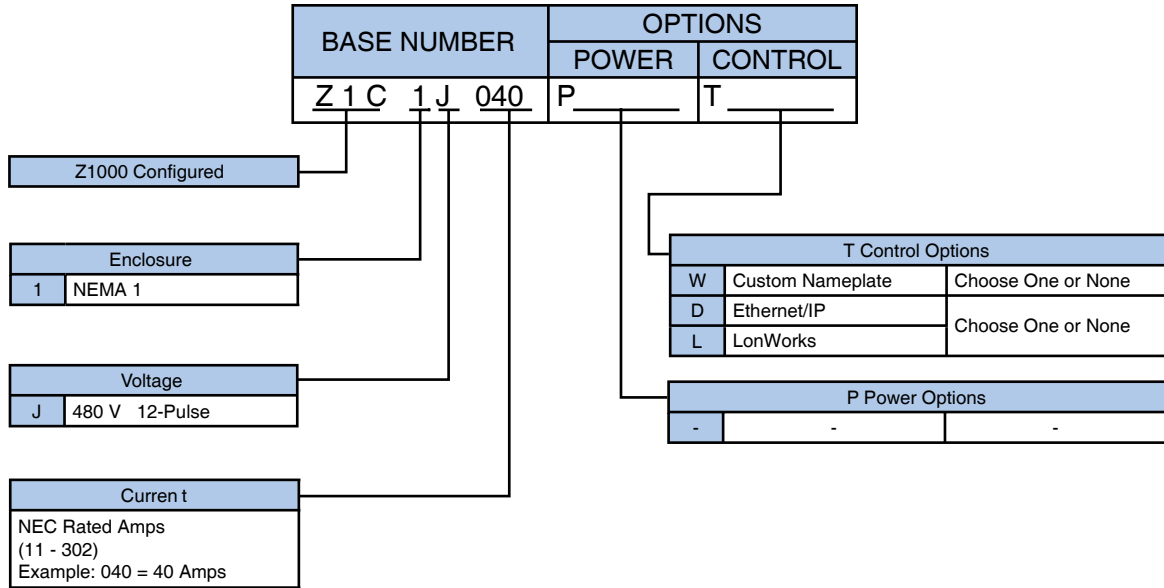 BASE NUMBER
OPTIONS
POWER
CONTROL
Z 1 C 1 J 040
P
T
Z1000 Configured
Enclosure
1 NEMA 1
Voltage
J 480 V 12-Pulse
Curren t
NEC Rated Amps
(11 - 302)
Example: 040 = 40 Amps
T Control Options
W Custom Nameplate Choose One or None
D Ethernet/IP
Choose One or None
L LonWorks
P Power Options
- - -